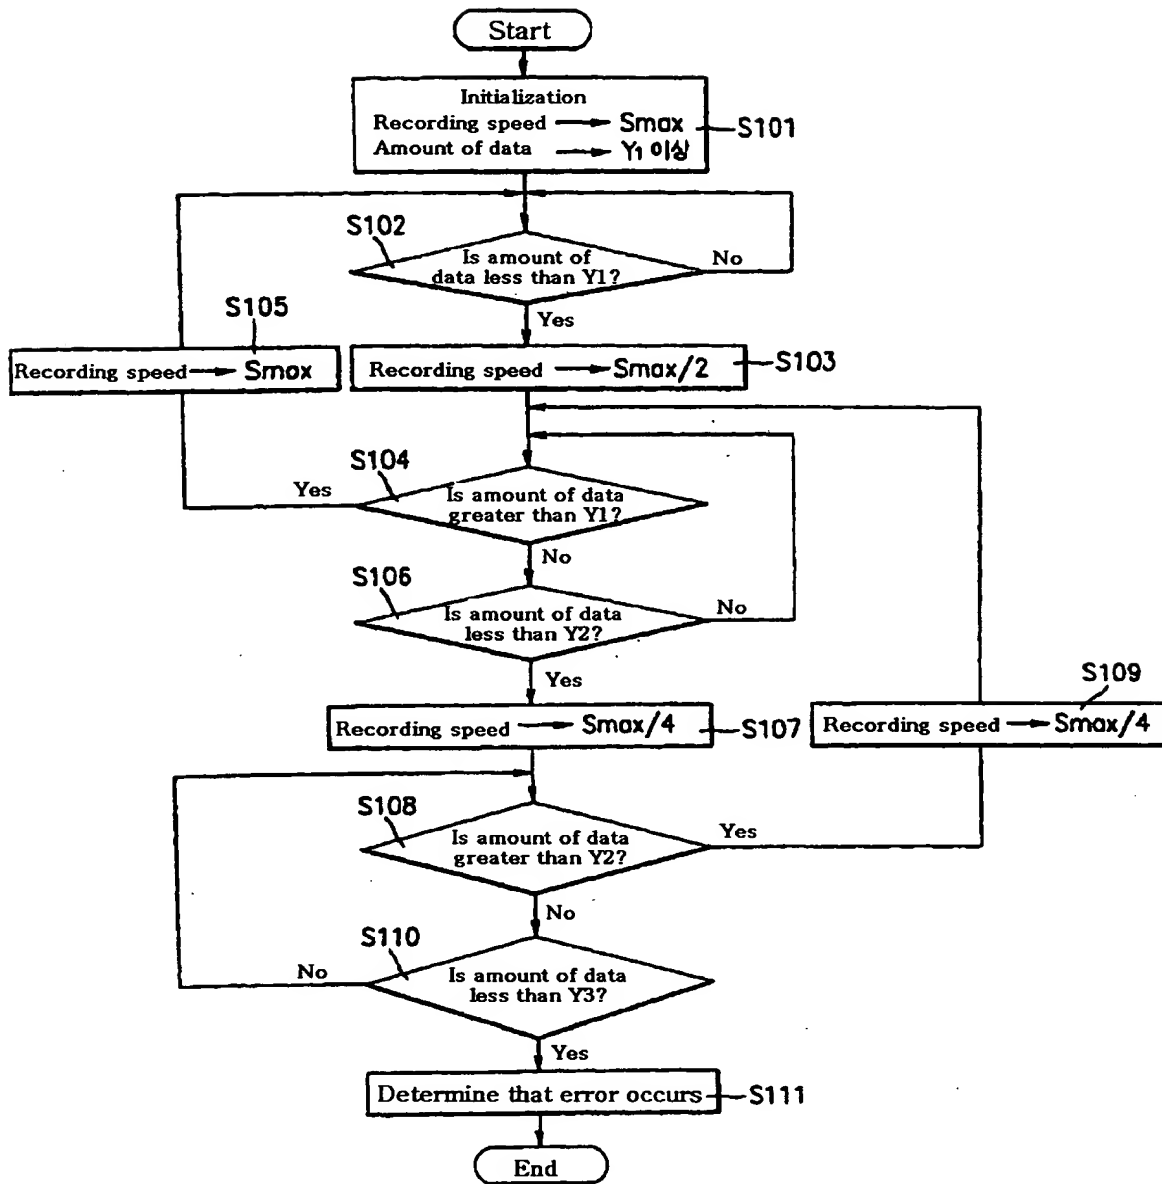 Start
Initialization
Recording speed → Smax
Amount of data → Y1 이상
S101
S102
Is amount of
data less than Y1?
No
Yes
S105
Recording speed → Smax
Recording speed → Smax/2
S103
S104
Yes
Is amount of data
greater than Y1?
No
S106
Is amount of data
less than Y2?
No
Yes
S109
Recording speed → Smax/4
S107
Recording speed → Smax/4
S108
Is amount of data
greater than Y2?
Yes
No
S110
No
Is amount of data
less than Y3?
Yes
Determine that error occurs
S111
End